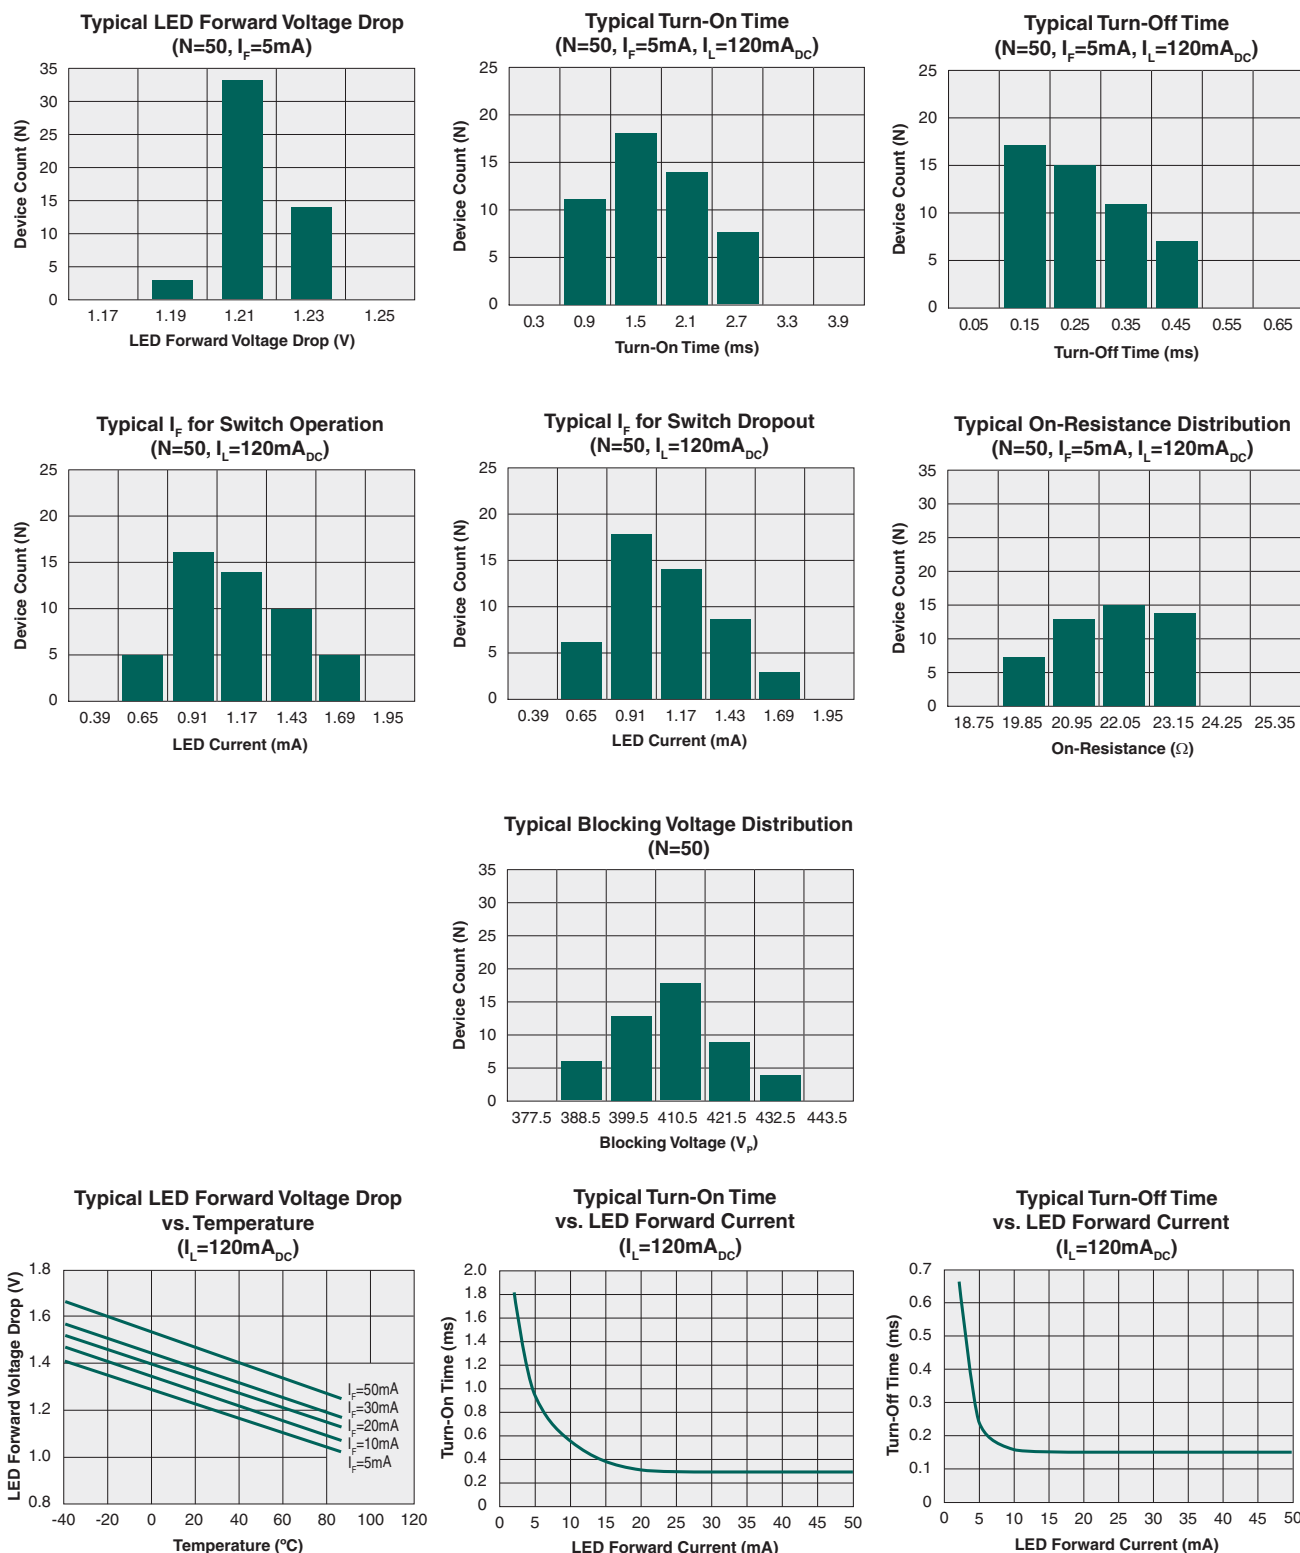 Typical LED Forward Voltage Drop
(N=50, IF=5mA)
35
30
25
20
15
10
5
0
Device Count (N)
1.17 1.19 1.21 1.23 1.25
LED Forward Voltage Drop (V)
Typical Turn-On Time
(N=50, IF=5mA, IL=120mADC)
25
20
15
10
5
0
Device Count (N)
0.3 0.9 1.5 2.1 2.7 3.3 3.9
Turn-On Time (ms)
Typical Turn-Off Time
(N=50, IF=5mA, IL=120mADC)
25
20
15
10
5
0
Device Count (N)
0.05 0.15 0.25 0.35 0.45 0.55 0.65
Turn-Off Time (ms)
Typical IF for Switch Operation
(N=50, IL=120mADC)
25
20
15
10
5
0
Device Count (N)
0.39 0.65 0.91 1.17 1.43 1.69 1.95
LED Current (mA)
Typical IF for Switch Dropout
(N=50, IL=120mADC)
25
20
15
10
5
0
Device Count (N)
0.39 0.65 0.91 1.17 1.43 1.69 1.95
LED Current (mA)
Typical On-Resistance Distribution
(N=50, IF=5mA, IL=120mADC)
35
30
25
20
15
10
5
0
Device Count (N)
18.75 19.85 20.95 22.05 23.15 24.25 25.35
On-Resistance (Ω)
Typical Blocking Voltage Distribution
(N=50)
35
30
25
20
15
10
5
0
Device Count (N)
377.5 388.5 399.5 410.5 421.5 432.5 443.5
Blocking Voltage (VP)
Typical LED Forward Voltage Drop
vs. Temperature
(IL=120mADC)
1.8
1.6
1.4
1.2
1.0
0.8
LED Forward Voltage Drop (V)
IF=50mA
IF=30mA
IF=20mA
IF=10mA
IF=5mA
-40 -20 0 20 40 60 80 100 120
Temperature (ºC)
Typical Turn-On Time
vs. LED Forward Current
(IL=120mADC)
2.0
1.8
1.6
1.4
1.2
1.0
0.8
0.6
0.4
0.2
0
Turn-On Time (ms)
0 5 10 15 20 25 30 35 40 45 50
LED Forward Current (mA)
Typical Turn-Off Time
vs. LED Forward Current
(IL=120mADC)
0.7
0.6
0.5
0.4
0.3
0.2
0.1
0
Turn-Off Time (ms)
0 5 10 15 20 25 30 35 40 45 50
LED Forward Current (mA)